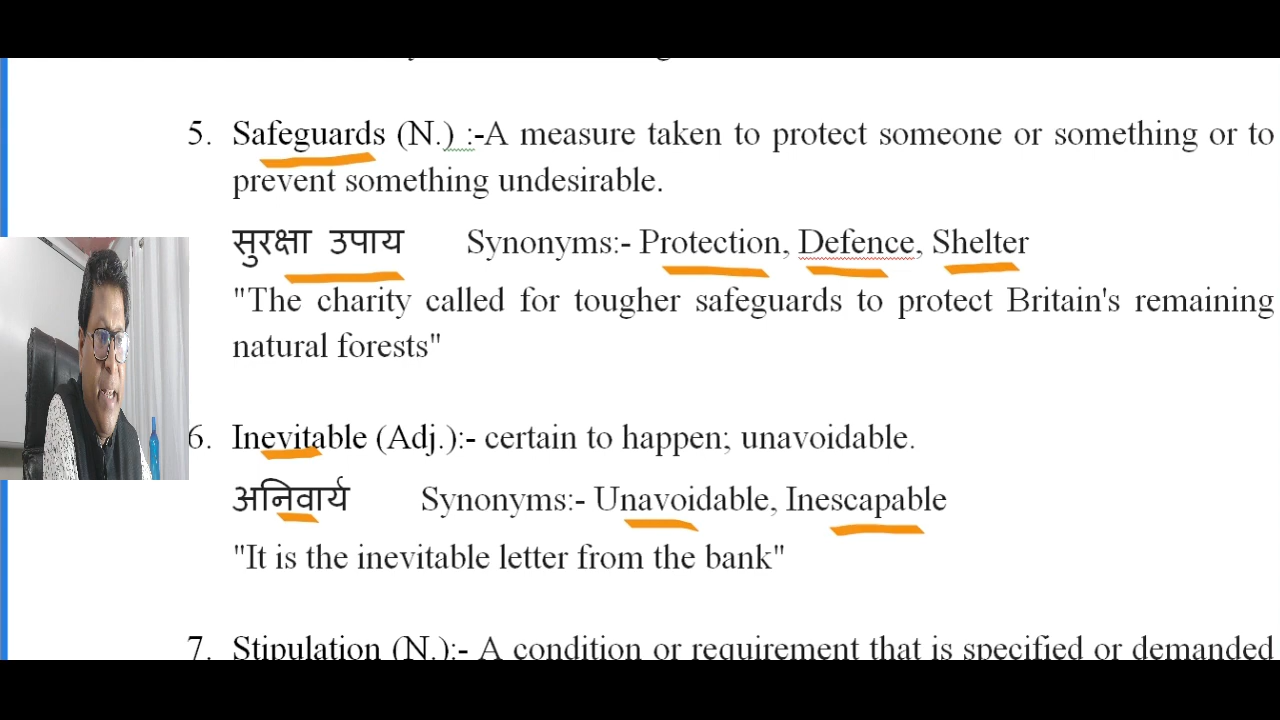 5. Safeguards (N.) :-A measure taken to protect someone or something or to
prevent something undesirable.
सुरक्षा उपाय Synonyms:- Protection, Defence, Shelter
"The charity called for tougher safeguards to protect Britain's remaining
natural forests"
6. Inevitable (Adj.):- certain to happen; unavoidable.
अनिवार्य Synonyms:- Unavoidable, Inescapable
"It is the inevitable letter from the bank"
7. Stipulation (N.):- A condition or requirement that is specified or demanded